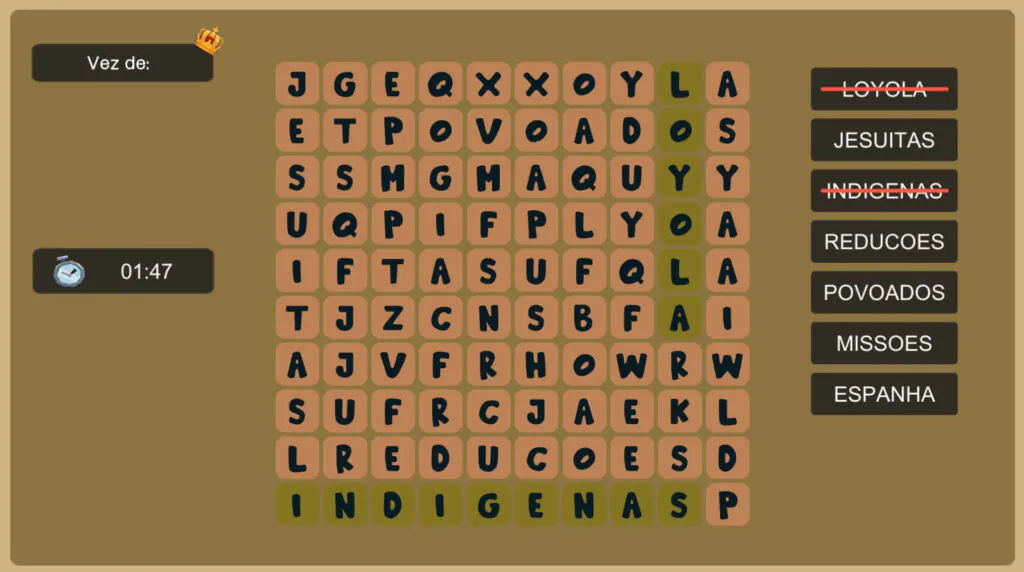 Vez de:
01:47
J G E Q X X O Y L A
E T P O V O A D O S
S S M G M A Q U Y Y
U Q P I F P L Y O A
I F T A S U F Q L A
T J Z C N S B F A I
A J V F R H O W R W
S U F R C J A E K L
L R E D U C O E S D
I N D I G E N A S P
LOYOLA
JESUITAS
INDIGENAS
REDUCOES
POVOADOS
MISSOES
ESPANHA